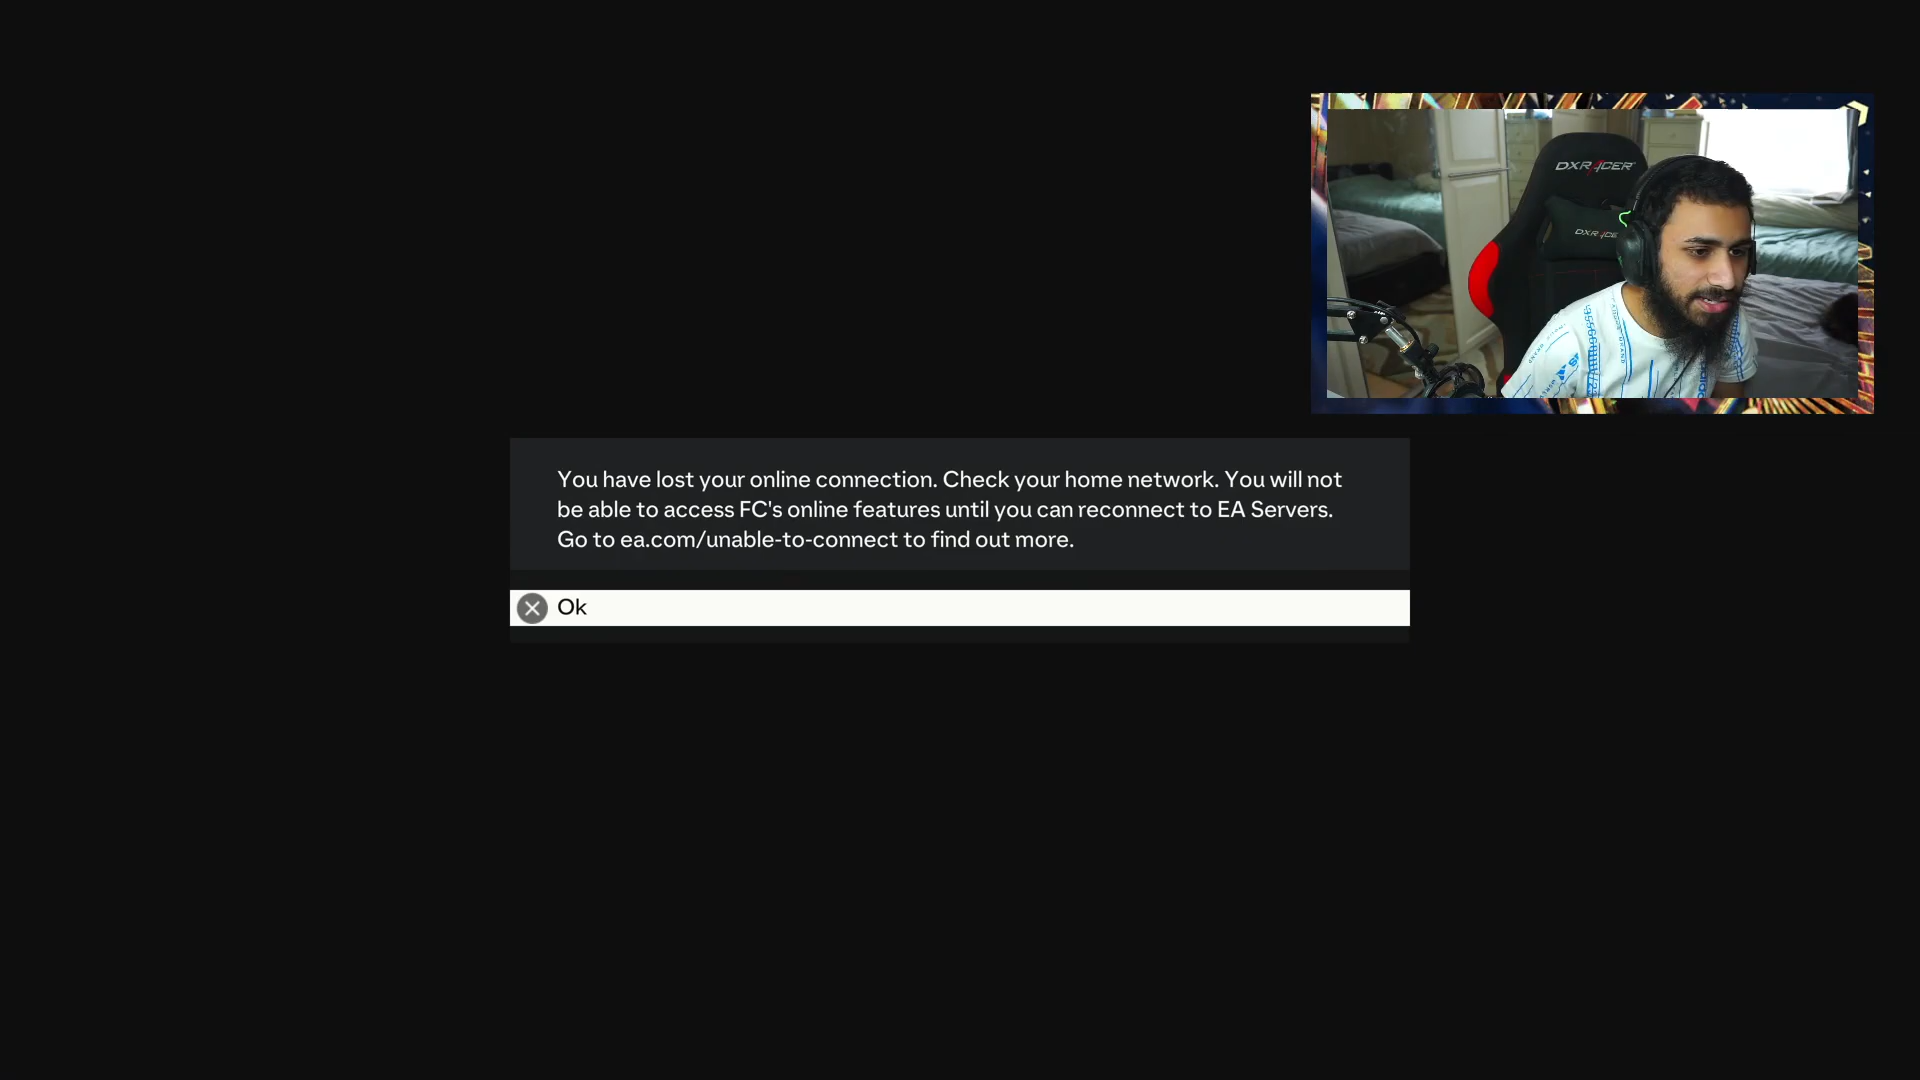 DXRACER
DXRACE
You have lost your online connection. Check your home network. You will not
be able to access FC's online features until you can reconnect to EA Servers.
Go to ea.com/unable-to-connect to find out more.
Ok